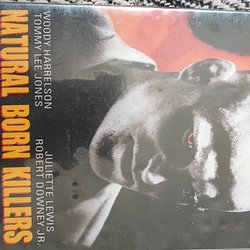 WOODY HARRELSON
JULIETTE LEWIS
TOMMY LEE JONES
ROBERT DOWNEY JR.
NATURAL BORN KILLERS